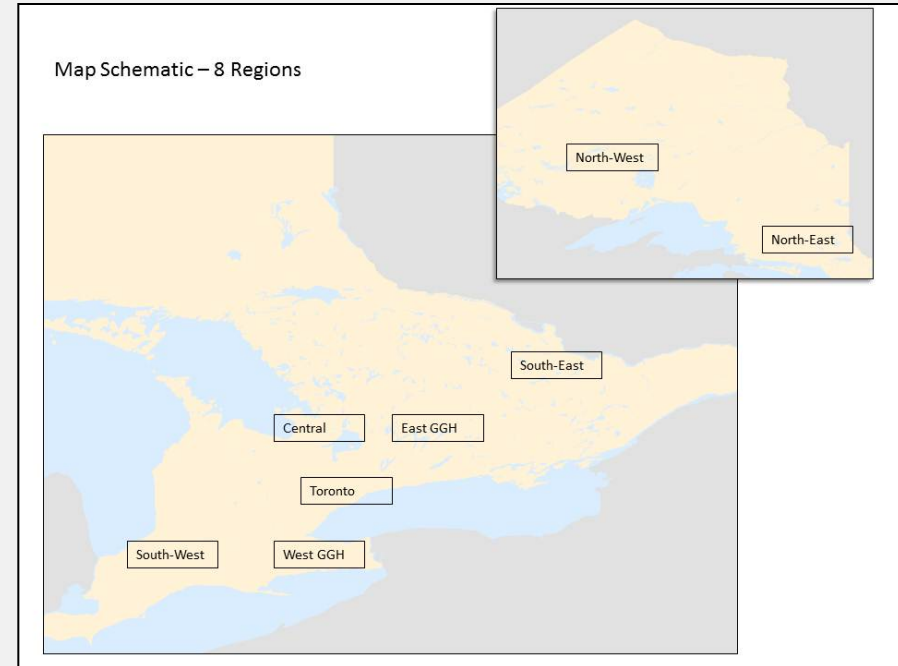 Map Schematic – 8 Regions
North-West
North-East
South-East
Central
East GGH
Toronto
South-West
West GGH